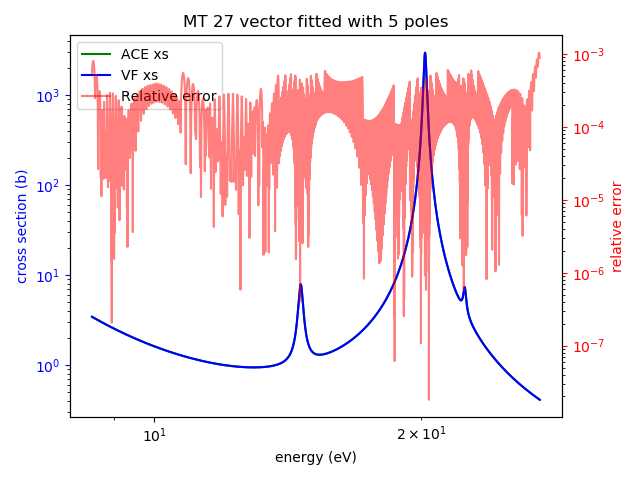 MT 27 vector fitted with 5 poles
ACE xs
VF xs
Relative error
cross section (b)
10³
10²
10¹
10⁰
10⁻³
10⁻⁴
10⁻⁵
10⁻⁶
10⁻⁷
relative error
10¹
2 × 10¹
energy (eV)